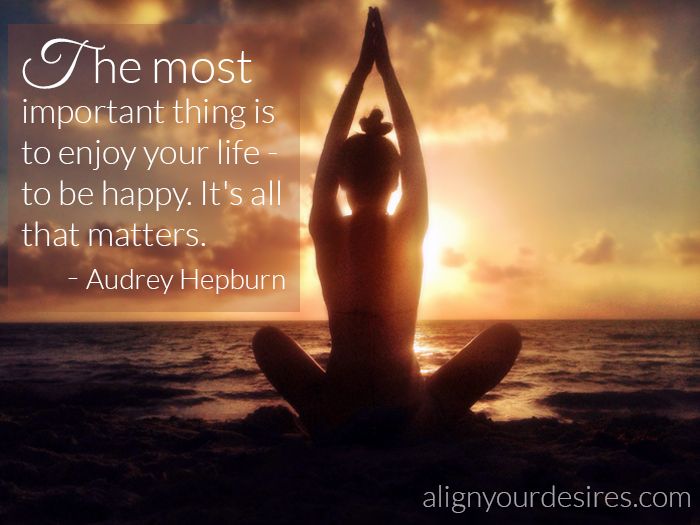 The most
important thing is
to enjoy your life -
to be happy. It's all
that matters.
- Audrey Hepburn
alignyourdesires.com